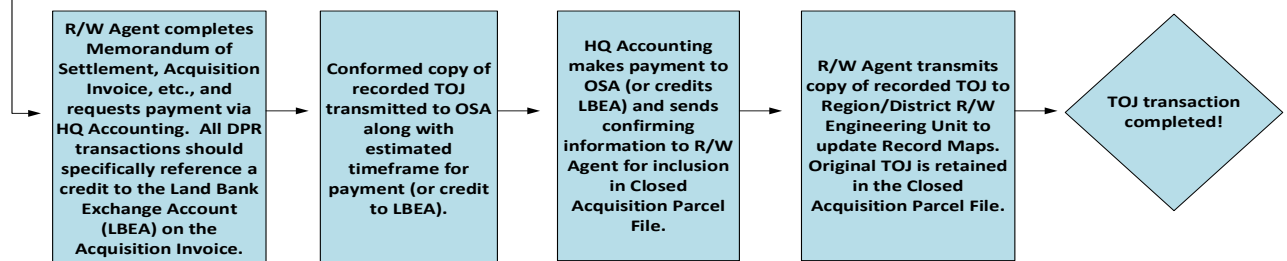 R/W Agent completes
Memorandum of
Settlement, Acquisition
Invoice, etc., and
requests payment via
HQ Accounting.  All DPR
transactions should
specifically reference a
credit to the Land Bank
Exchange Account
(LBEA) on the
Acquisition Invoice.
Conformed copy of
recorded TOJ
transmitted to OSA
along with
estimated
timeframe for
payment (or credit
to LBEA).
HQ Accounting
makes payment to
OSA (or credits
LBEA) and sends
confirming
information to R/W
Agent for inclusion
in Closed
Acquisition Parcel
File.
R/W Agent transmits
copy of recorded TOJ to
Region/District R/W
Engineering Unit to
update Record Maps.
Original TOJ is retained
in the Closed
Acquisition Parcel File.
TOJ transaction
completed!